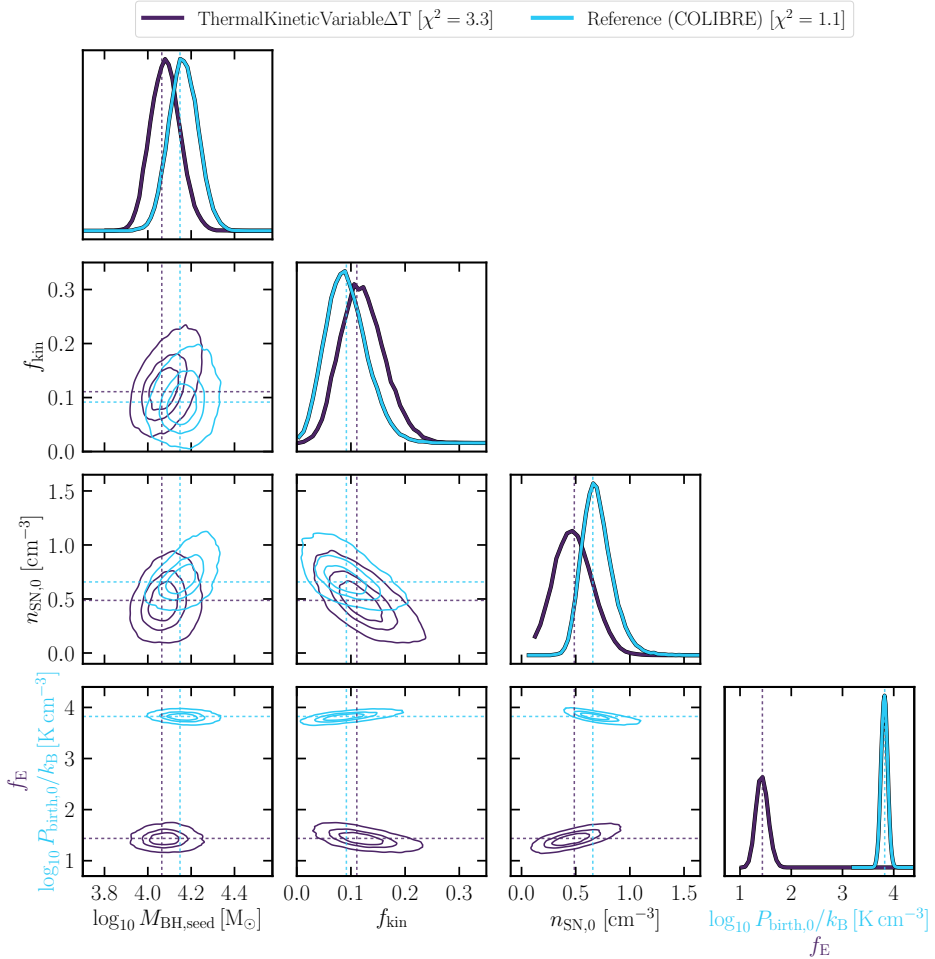 ThermalKineticVariableΔT [χ² = 3.3]
Reference (COLIBRE) [χ² = 1.1]
0.3
0.2
0.1
0.0
f_kin
1.5
1.0
0.5
0.0
n_SN,0 [cm⁻³]
4
3
2
1
f_E
log₁₀ P_birth,0/k_B [K cm⁻³]
3.8 4.0 4.2 4.4
log₁₀ M_BH,seed [M_⊙]
0.0 0.1 0.2 0.3
f_kin
0.0 0.5 1.0 1.5
n_SN,0 [cm⁻³]
1 2 3 4
log₁₀ P_birth,0/k_B [K cm⁻³]
f_E